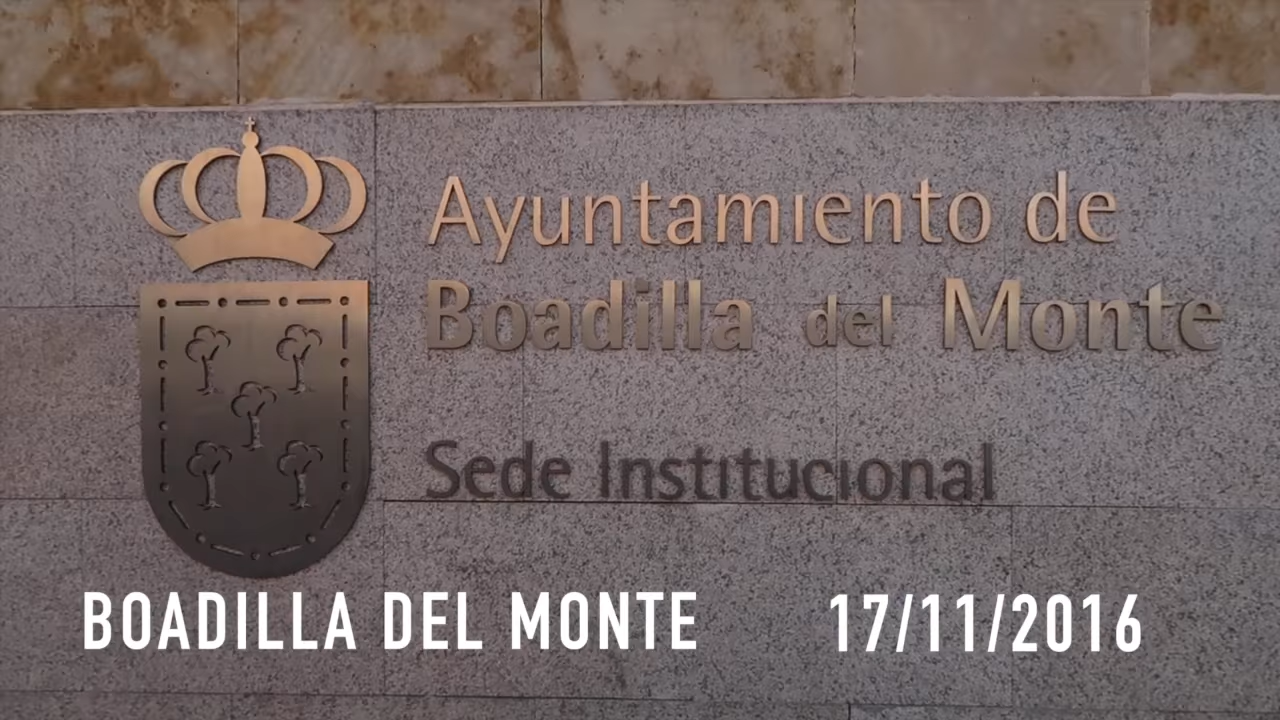 Ayuntamiento de
Boadilla del Monte
Sede Institucional
BOADILLA DEL MONTE 17/11/2016